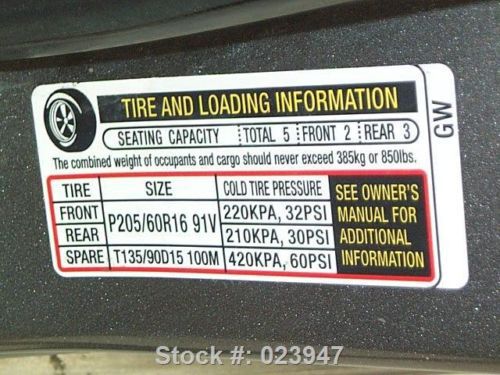 TIRE AND LOADING INFORMATION
SEATING CAPACITY TOTAL 5 FRONT 2 REAR 3
The combined weight of occupants and cargo should never exceed 385kg or 850lbs.
TIRE SIZE COLD TIRE PRESSURE
FRONT P205/60R16 91V 220KPA, 32PSI
REAR 210KPA, 30PSI
SPARE T135/90D15 100M 420KPA, 60PSI
SEE OWNER'S
MANUAL FOR
ADDITIONAL
INFORMATION
GW
Stock #: 023947